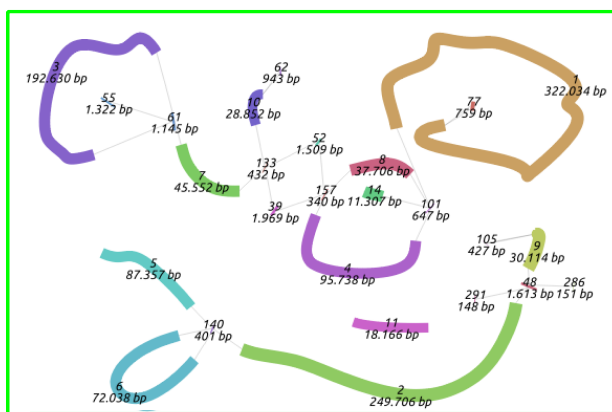 3
192.630 bp
55
1.322 bp
61
1.145 bp
62
943 bp
10
28.852 bp
52
1.509 bp
7
45.552 bp
133
432 bp
39
1.969 bp
157
340 bp
8
37.706 bp
14
11.307 bp
101
647 bp
77
759 bp
1
322.034 bp
4
95.738 bp
5
87.357 bp
105
427 bp
9
30.114 bp
48
1.613 bp
286
151 bp
291
148 bp
11
18.166 bp
140
401 bp
6
72.038 bp
2
249.706 bp